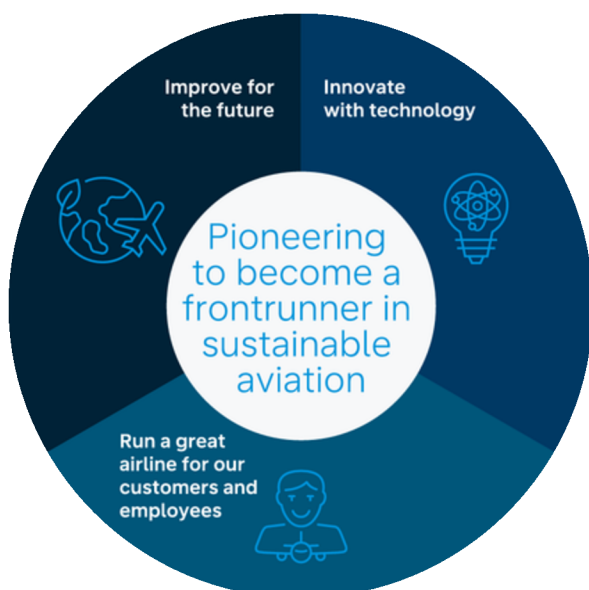 Improve for
the future
Innovate
with technology
Pioneering
to become a
frontrunner in
sustainable
aviation
Run a great
airline for our
customers and
employees